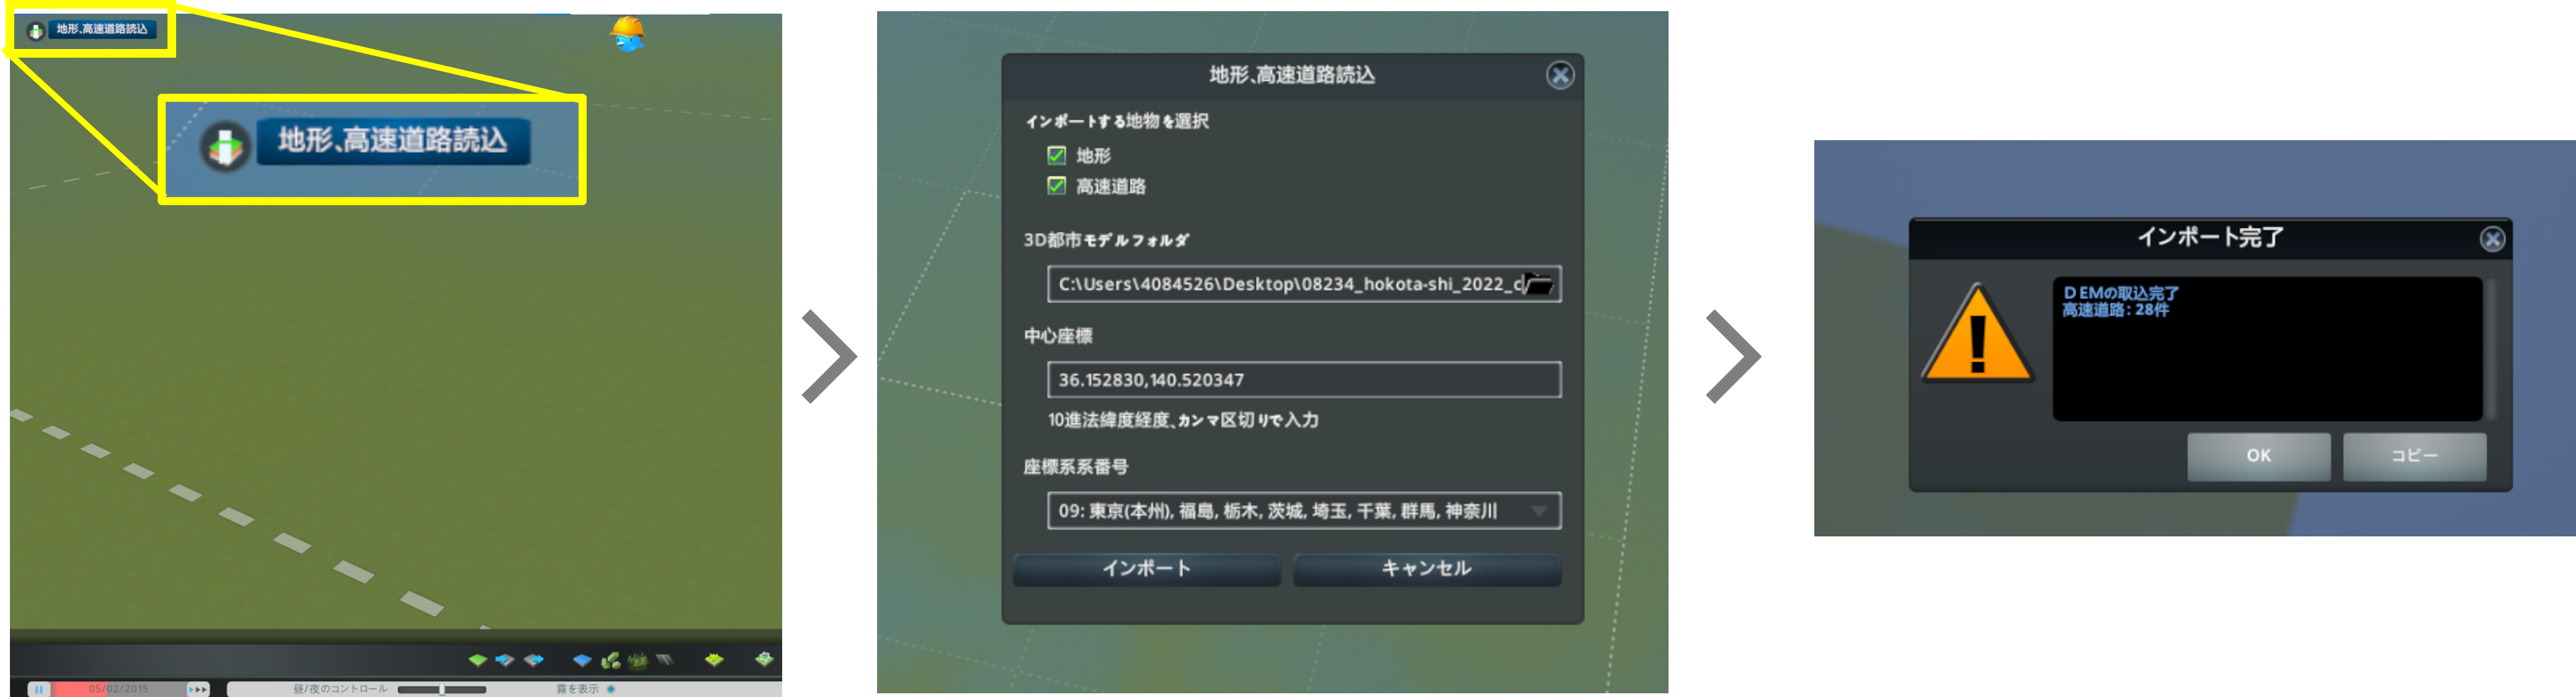 地形、高速道路読込
地形、高速道路読込
05/02/2015
昼/夜のコントロール
霧を表示
地形、高速道路読込
インポートする地物を選択
地形
高速道路
3D都市モデルフォルダ
C:\Users\4084526\Desktop\08234_hokota-shi_2022_c
中心座標
36.152830,140.520347
10進法緯度経度、カンマ区切りで入力
座標系系番号
09: 東京(本州), 福島, 栃木, 茨城, 埼玉, 千葉, 群馬, 神奈川
インポート キャンセル
インポート完了
DEMの取込完了
高速道路: 28件
OK コピー